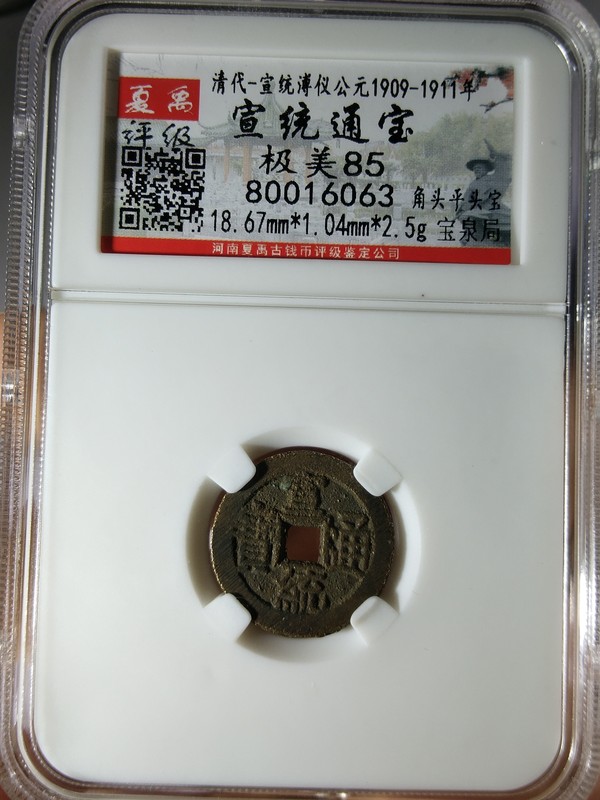 清代-宣统溥仪公元1909-1911年
夏禹
评级
宣统通宝
极美85
80016063 角头平头宝
18.67mm*1.04mm*2.5g 宝泉局
河南夏禹古钱币评级鉴定公司
宣
寶 通
統